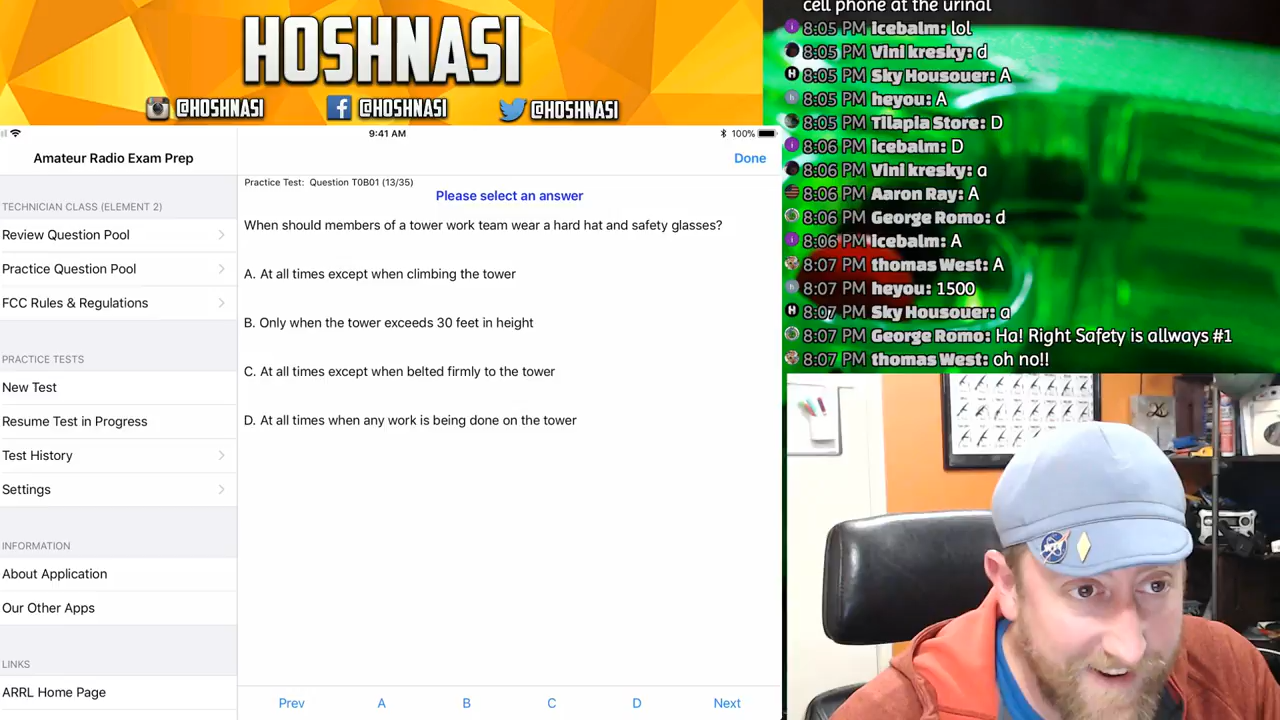 HOSHNASI
@HOSHNASI
@HOSHNASI
@HOSHNASI
9:41 AM
100%
Amateur Radio Exam Prep
Done
TECHNICIAN CLASS (ELEMENT 2)
Review Question Pool
Practice Question Pool
FCC Rules & Regulations
PRACTICE TESTS
New Test
Resume Test in Progress
Test History
Settings
INFORMATION
About Application
Our Other Apps
LINKS
ARRL Home Page
Practice Test: Question T0B01 (13/35)
Please select an answer
When should members of a tower work team wear a hard hat and safety glasses?
A. At all times except when climbing the tower
B. Only when the tower exceeds 30 feet in height
C. At all times except when belted firmly to the tower
D. At all times when any work is being done on the tower
Prev
A
B
C
D
Next
cell phone at the urinal
8:05 PM icebalm: lol
8:05 PM Vini kresky: d
8:05 PM Sky Housouer: A
8:05 PM heyou: A
8:05 PM Tilapia Store: D
8:06 PM icebalm: D
8:06 PM Vini kresky: a
8:06 PM Aaron Ray: A
8:06 PM George Romo: d
8:06 PM icebalm: A
8:07 PM thomas West: A
8:07 PM heyou: 1500
8:07 PM Sky Housouer: a
8:07 PM George Romo: Ha! Right Safety is allways #1
8:07 PM thomas West: oh no!!